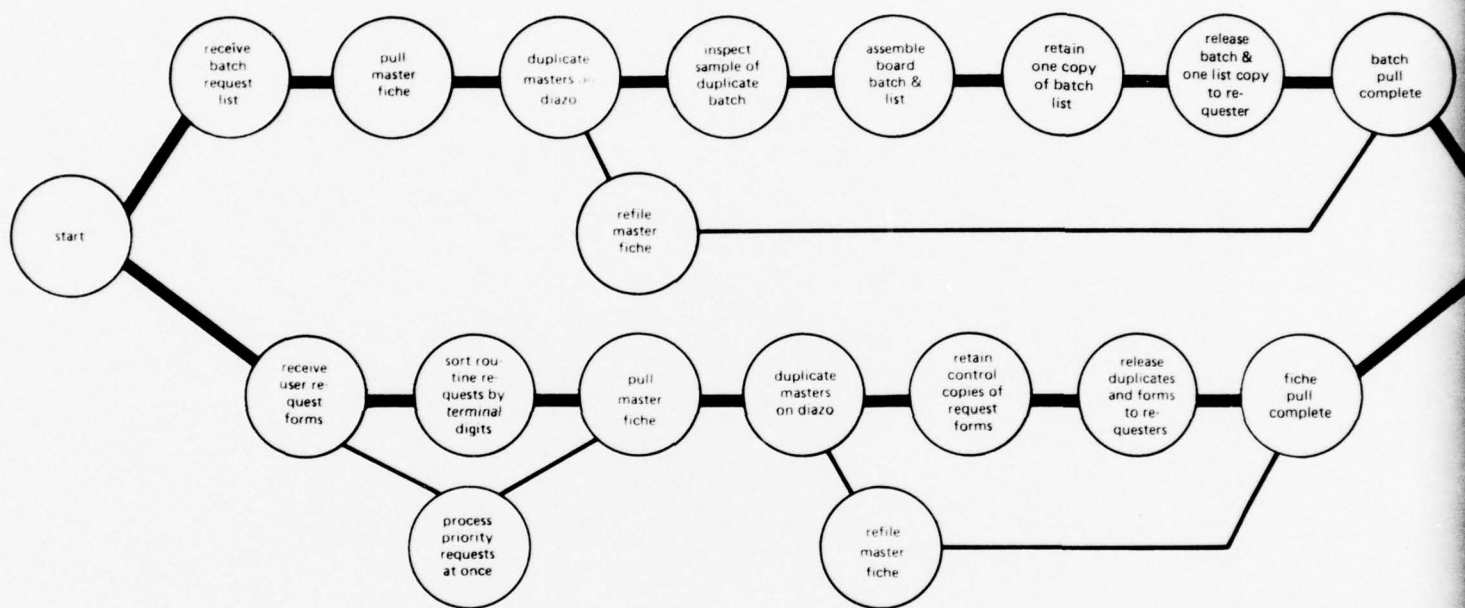 receive
batch
request
list
pull
master
fiche
duplicate
masters on
diazo
inspect
sample of
duplicate
batch
assemble
board
batch &
list
retain
one copy
of batch
list
release
batch &
one list copy
to re-
quester
batch
pull
complete
start
refile
master
fiche
receive
user re-
quest
forms
sort rou-
tine re-
quests by
terminal
digits
pull
master
fiche
duplicate
masters
on diazo
retain
control
copies of
request
forms
release
duplicates
and forms
to re-
questers
fiche
pull
complete
process
priority
requests
at once
refile
master
fiche